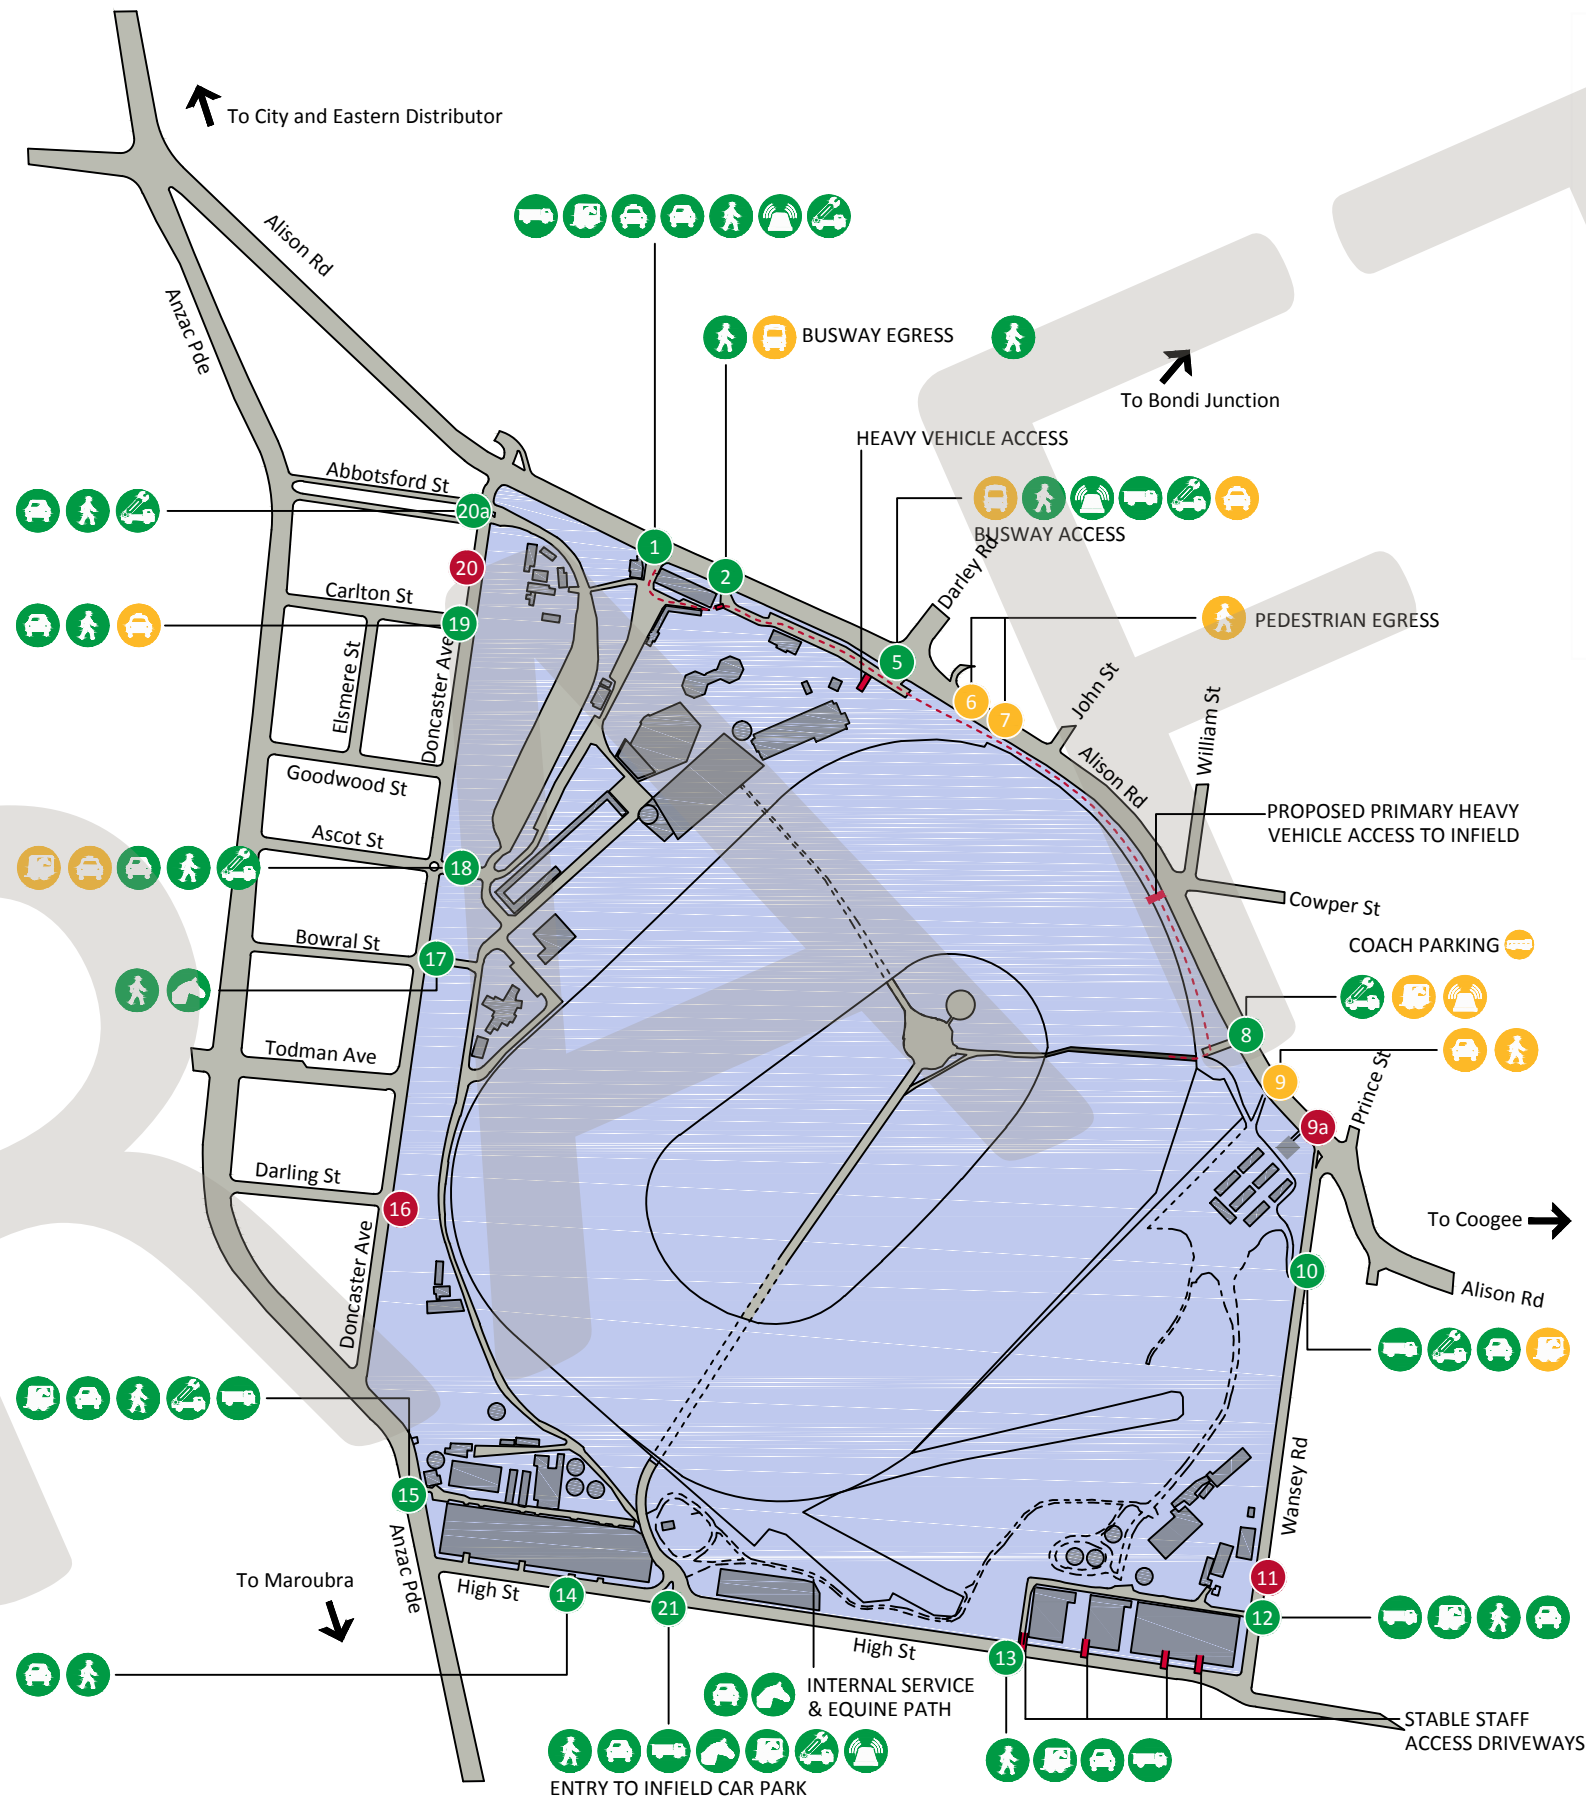 To City and Eastern Distributor
Alison Rd
Anzac Pde
BUSWAY EGRESS
To Bondi Junction
HEAVY VEHICLE ACCESS
Abbotsford St
20a
1
2
BUSWAY ACCESS
Darley Rd
20
Carlton St
19
5
PEDESTRIAN EGRESS
6
7
Elsmere St
Doncaster Ave
John St
William St
Alison Rd
Goodwood St
Ascot St
18
PROPOSED PRIMARY HEAVY
VEHICLE ACCESS TO INFIELD
Cowper St
Bowral St
17
COACH PARKING
8
Todman Ave
9
Prince St
9a
Darling St
16
To Coogee
Doncaster Ave
10
Alison Rd
15
Wansey Rd
Anzac Pde
To Maroubra
High St
14
21
11
12
High St
13
INTERNAL SERVICE
& EQUINE PATH
STABLE STAFF
ACCESS DRIVEWAYS
ENTRY TO INFIELD CAR PARK